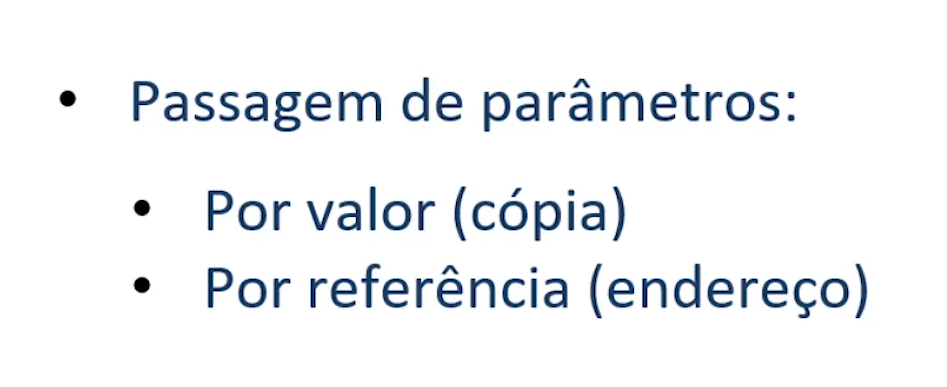 • Passagem de parâmetros:
• Por valor (cópia)
• Por referência (endereço)